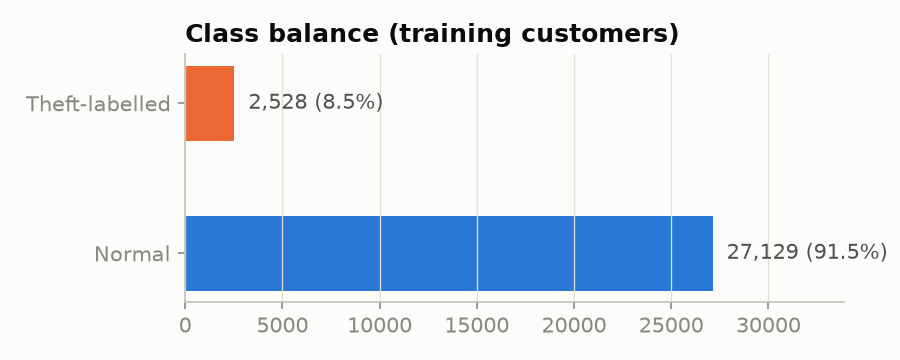 Class balance (training customers)
Theft-labelled
2,528 (8.5%)
Normal
27,129 (91.5%)
0 5000 10000 15000 20000 25000 30000